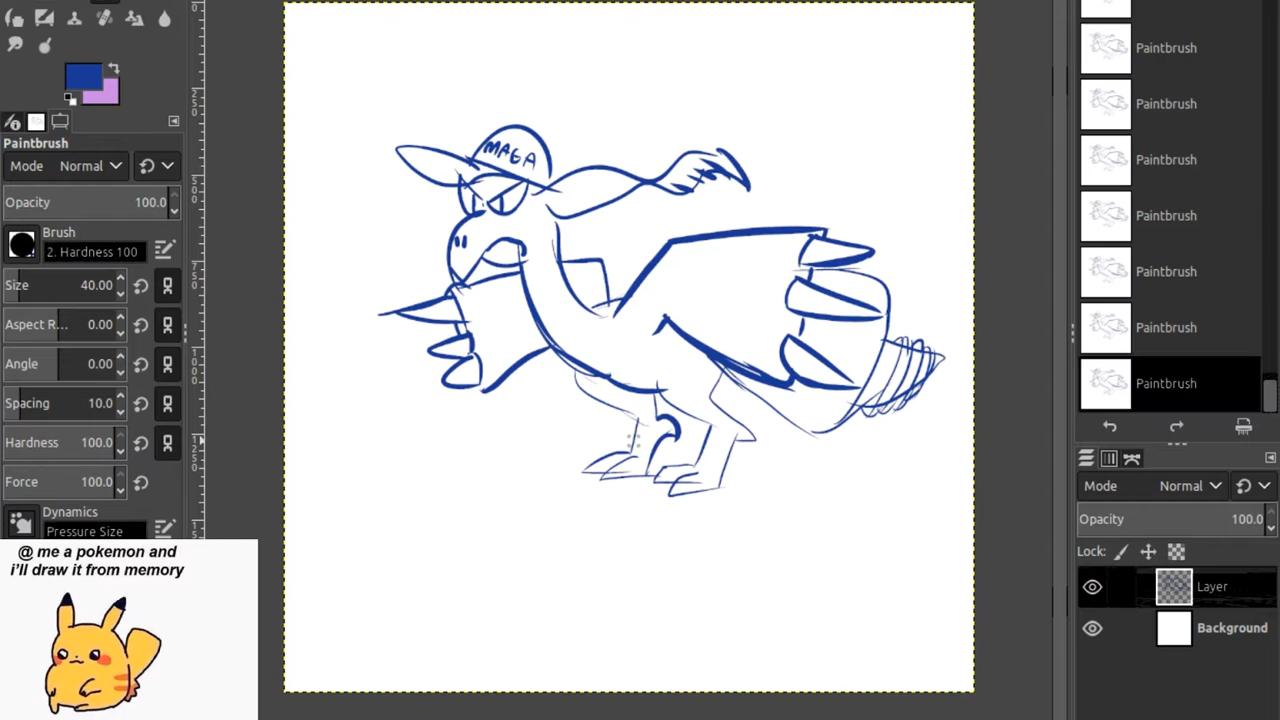 MAGA
Paintbrush
Paintbrush
Paintbrush
Paintbrush
Paintbrush
Paintbrush
Paintbrush
Paintbrush
Mode Normal
Opacity 100.0
Brush
2. Hardness 100
Size 40.00
Aspect R... 0.00
Angle 0.00
Spacing 10.0
Hardness 100.0
Force 100.0
Dynamics
Pressure Size
@ me a pokemon and
i'll draw it from memory
Mode Normal
Opacity 100.0
Lock:
Layer
Background